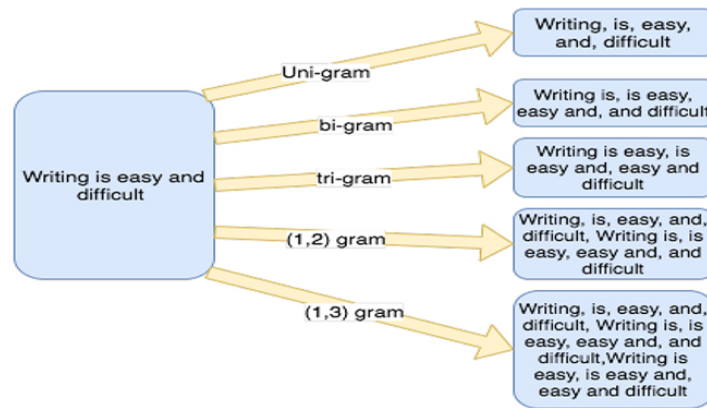 Writing is easy and
difficult
Uni-gram
Writing, is, easy,
and, difficult
bi-gram
Writing is, is easy,
easy and, and difficult
tri-gram
Writing is easy, is
easy and, easy and
difficult
(1,2) gram
Writing, is, easy, and,
difficult, Writing is, is
easy, easy and, and
difficult
(1,3) gram
Writing, is, easy, and,
difficult, Writing is, is
easy, easy and, and
difficult,Writing is
easy, is easy and,
easy and difficult